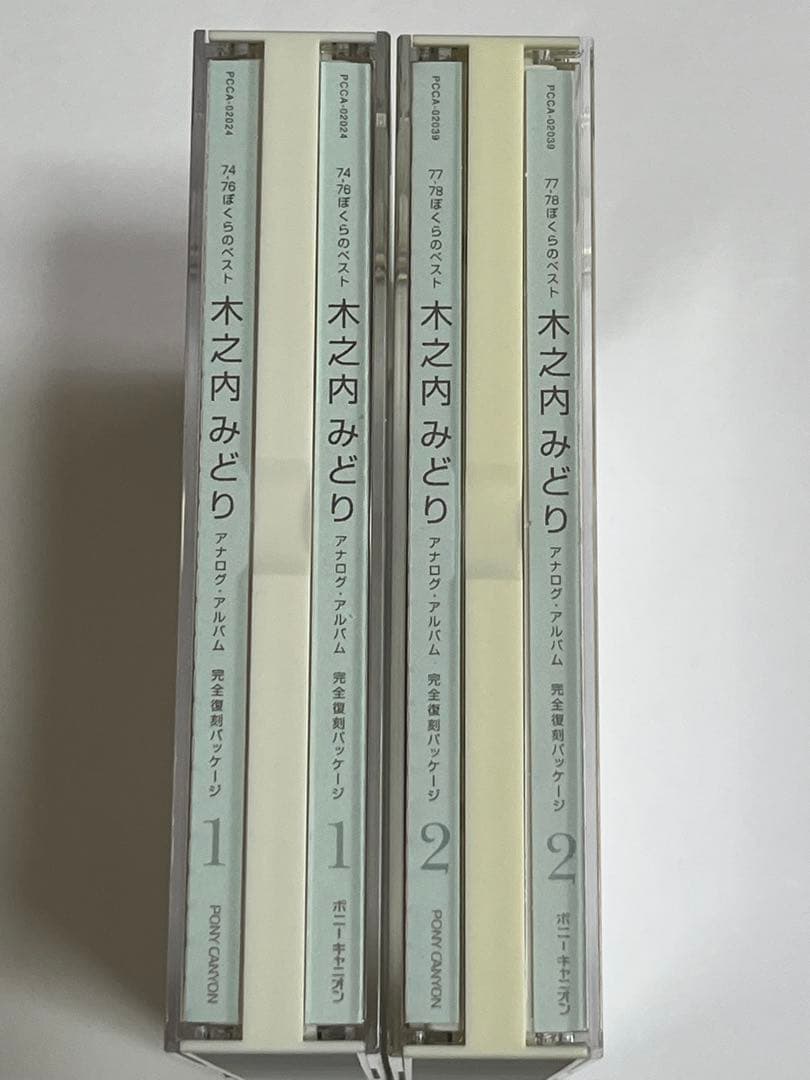 PCCA-02024 74-76ぼくらのベスト 木之内みどり アナログ・アルバム 完全復刻パッケージ 1 PONY CANYON
PCCA-02024 74-76ぼくらのベスト 木之内みどり アナログ・アルバム 完全復刻パッケージ 1 ポニーキャニオン
PCCA-02039 77-78ぼくらのベスト 木之内みどり アナログ・アルバム 完全復刻パッケージ 2 PONY CANYON
PCCA-02039 77-78ぼくらのベスト 木之内みどり アナログ・アルバム 完全復刻パッケージ 2 ポニーキャニオン